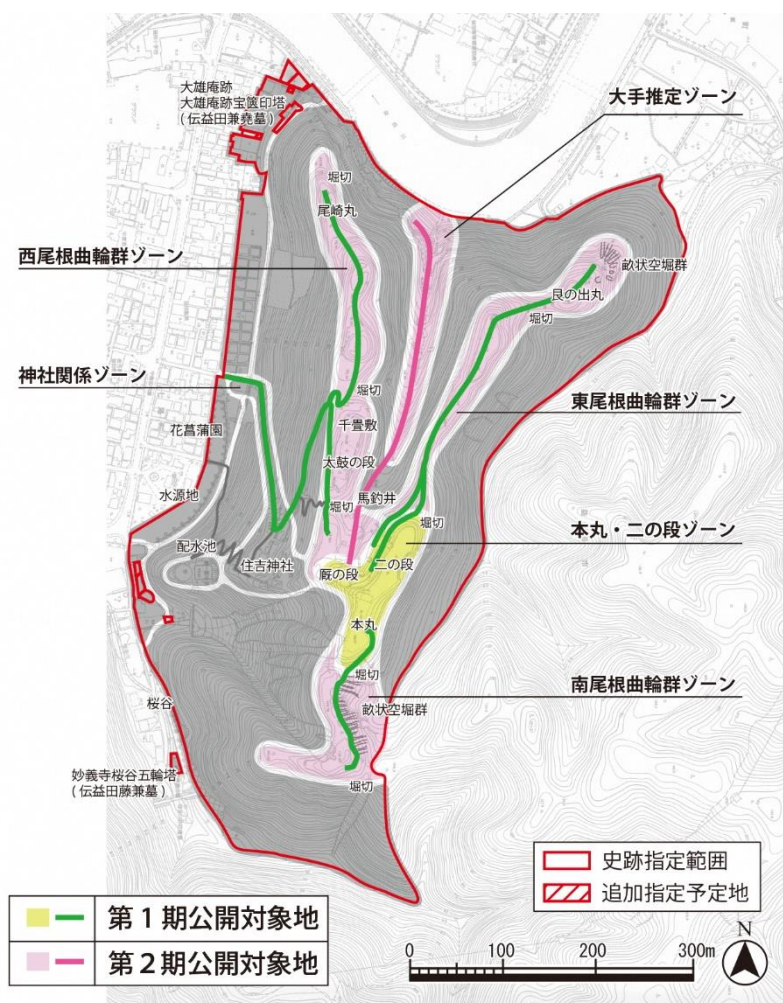 大雄庵跡
大雄庵跡宝篋印塔
(伝益田兼堯墓)
大手推定ゾーン
堀切
尾崎丸
西尾根曲輪群ゾーン
畝状空堀群
艮の出丸
堀切
神社関係ゾーン
堀切
東尾根曲輪群ゾーン
千畳敷
花菖蒲園
太鼓の段
水源地
馬釣井
堀切
堀切
本丸・二の段ゾーン
配水池
住吉神社
厩の段
二の段
本丸
堀切
南尾根曲輪群ゾーン
畝状空堀群
桜谷
妙義寺桜谷五輪塔
(伝益田藤兼墓)
堀切
史跡指定範囲
追加指定予定地
第1期公開対象地
第2期公開対象地
N
0 100 200 300m